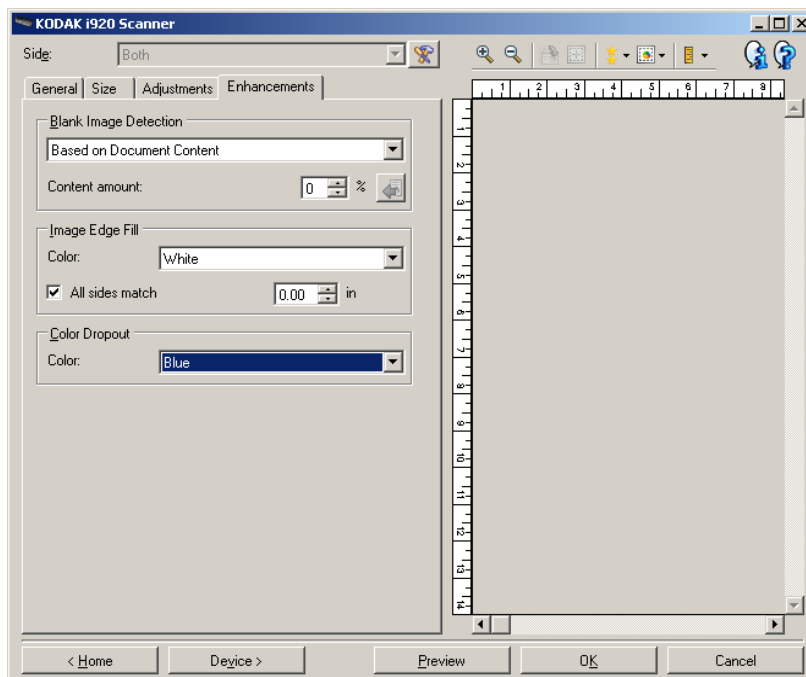 KODAK i920 Scanner
Side: Both
General Size Adjustments Enhancements
Blank Image Detection
Based on Document Content
Content amount: 0 %
Image Edge Fill
Color: White
All sides match 0.00 in
Color Dropout
Color: Blue
1 2 3 4 5 6 7 8
1
2
3
4
5
6
7
8
9
10
11
12
13
14
< Home Device > Preview OK Cancel